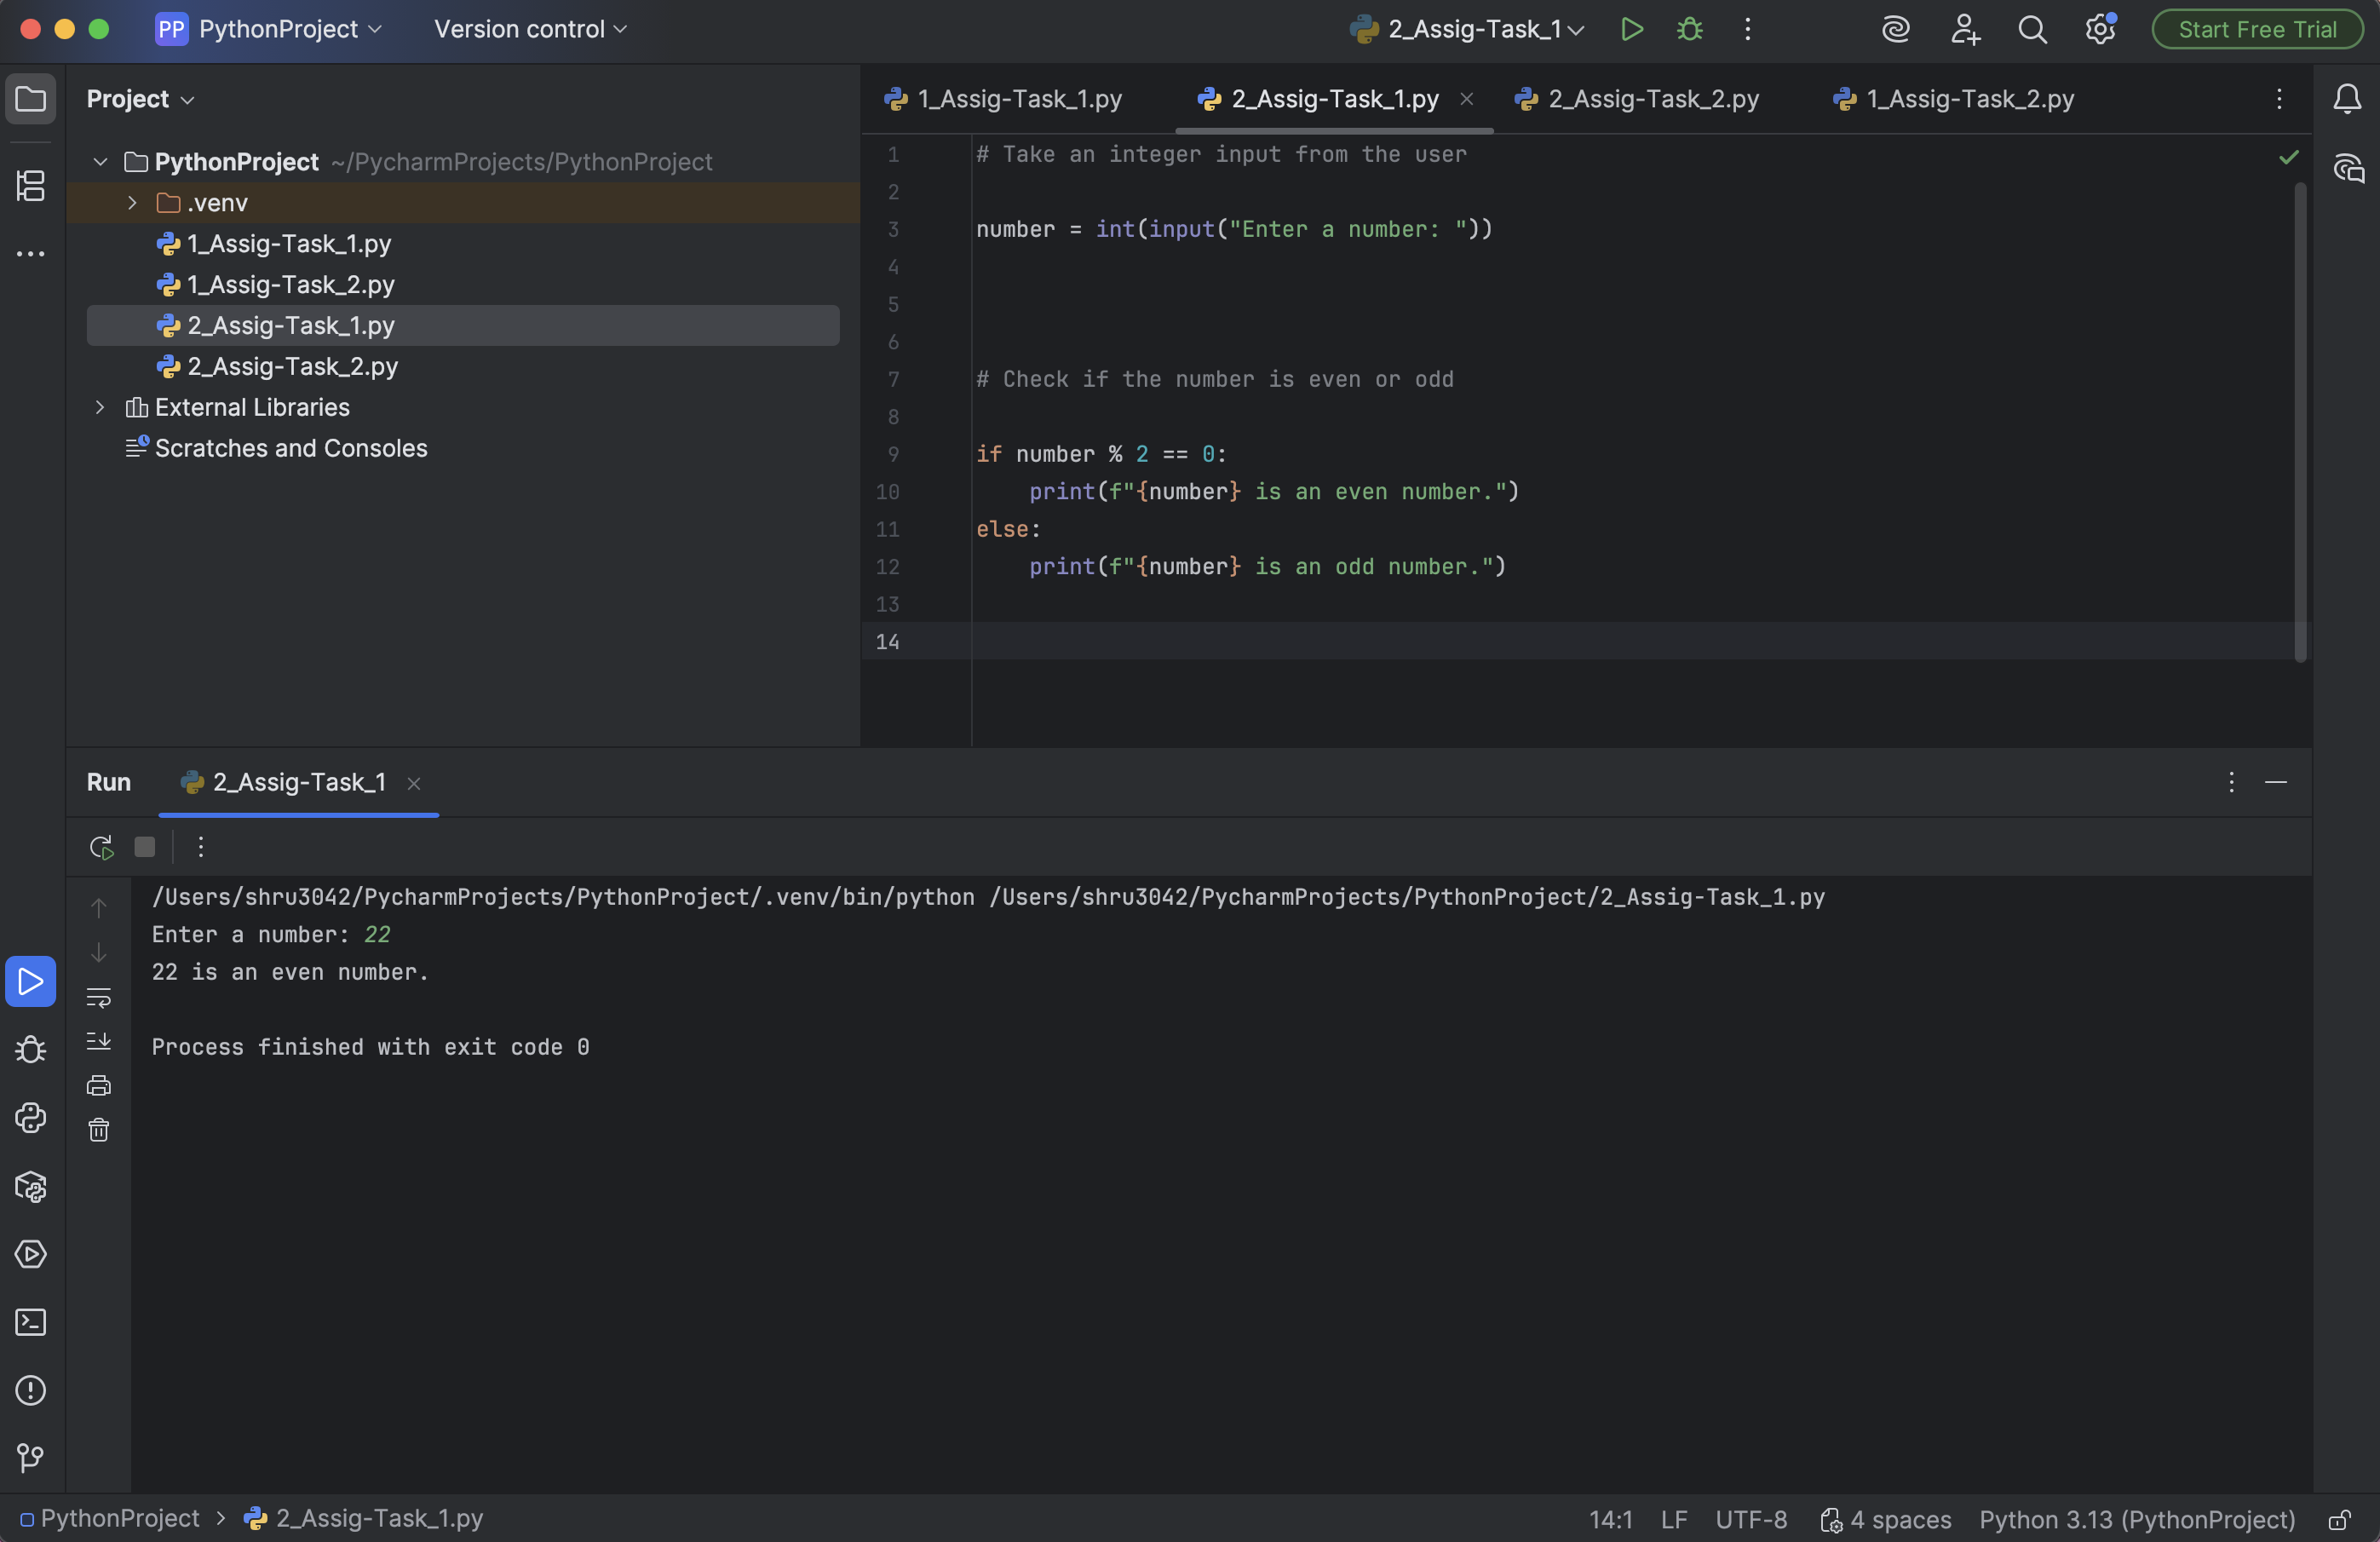 PP PythonProject Version control 2_Assig-Task_1 Start Free Trial
Project
1_Assig-Task_1.py 2_Assig-Task_1.py 2_Assig-Task_2.py 1_Assig-Task_2.py
PythonProject ~/PycharmProjects/PythonProject
.venv
1_Assig-Task_1.py
1_Assig-Task_2.py
2_Assig-Task_1.py
2_Assig-Task_2.py
External Libraries
Scratches and Consoles
1 # Take an integer input from the user
2
3 number = int(input("Enter a number: "))
4
5
6
7 # Check if the number is even or odd
8
9 if number % 2 == 0:
10     print(f"{number} is an even number.")
11 else:
12     print(f"{number} is an odd number.")
13
14
Run 2_Assig-Task_1
/Users/shru3042/PycharmProjects/PythonProject/.venv/bin/python /Users/shru3042/PycharmProjects/PythonProject/2_Assig-Task_1.py
Enter a number: 22
22 is an even number.
Process finished with exit code 0
PythonProject > 2_Assig-Task_1.py 14:1 LF UTF-8 4 spaces Python 3.13 (PythonProject)